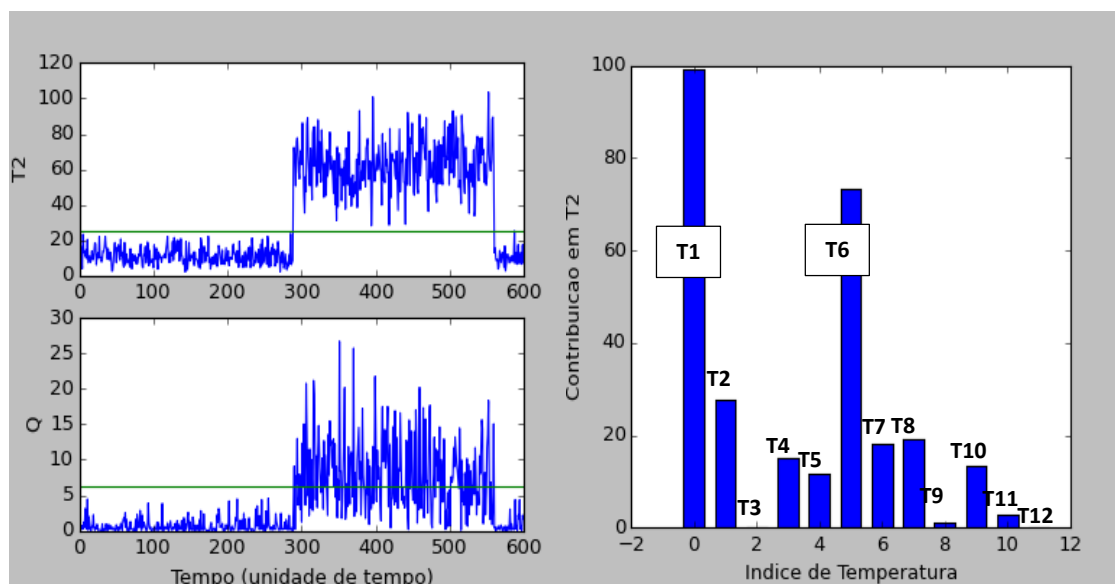 120
100
80
60
40
20
0
T2
0 100 200 300 400 500 600
30
25
20
15
10
5
0
Q
0 100 200 300 400 500 600
Tempo (unidade de tempo)
100
80
60
40
20
0
Contribuicao em T2
T1
T2
T3
T4
T5
T6
T7
T8
T9
T10
T11
T12
−2 0 2 4 6 8 10 12
Indice de Temperatura